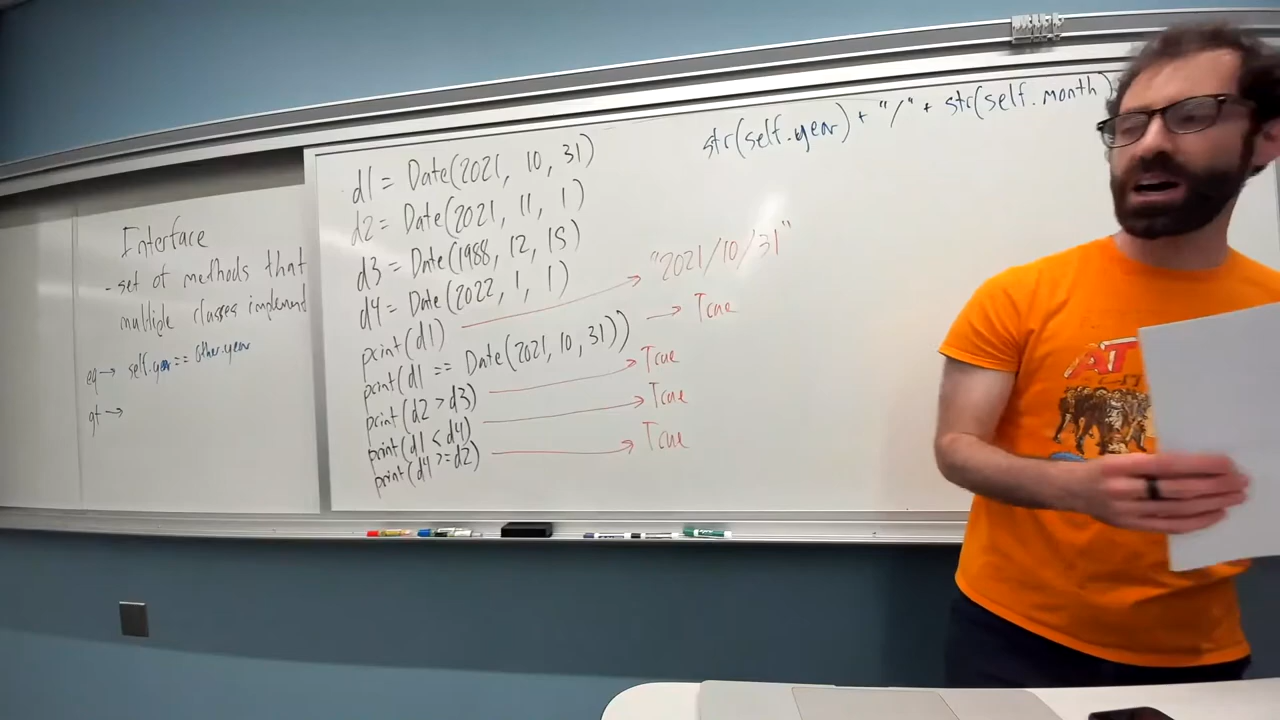 Interface
- set of methods that
multiple classes implement
eq → self.year == other.year
gt →
d1 = Date(2021, 10, 31)
d2 = Date(2021, 11, 1)
d3 = Date(1988, 12, 15)
d4 = Date(2022, 1, 1)
print(d1) → "2021/10/31"
print(d1 == Date(2021, 10, 31)) → True
print(d2 > d3) → True
print(d1 < d4) → True
print(d4 >= d2) → True
str(self.year) + "/" + str(self.month)
AT